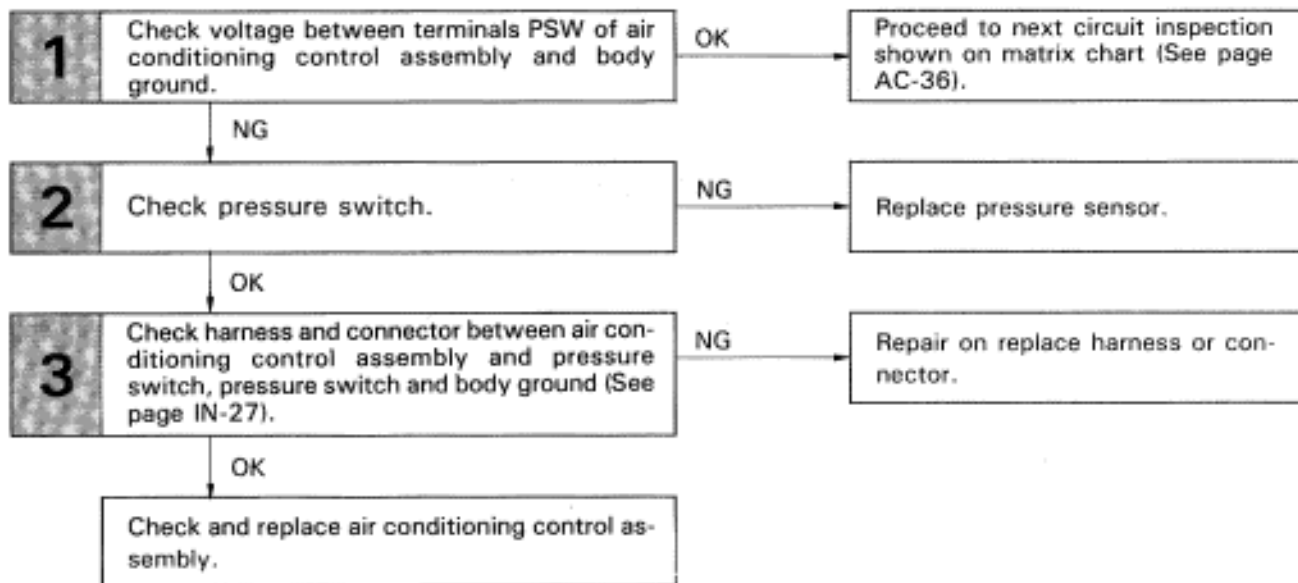 1
Check voltage between terminals PSW of air
conditioning control assembly and body
ground.
OK
Proceed to next circuit inspection
shown on matrix chart (See page
AC-36).
NG
2
Check pressure switch.
NG
Replace pressure sensor.
OK
3
Check harness and connector between air con-
ditioning control assembly and pressure
switch, pressure switch and body ground (See
page IN-27).
NG
Repair on replace harness or con-
nector.
OK
Check and replace air conditioning control as-
sembly.